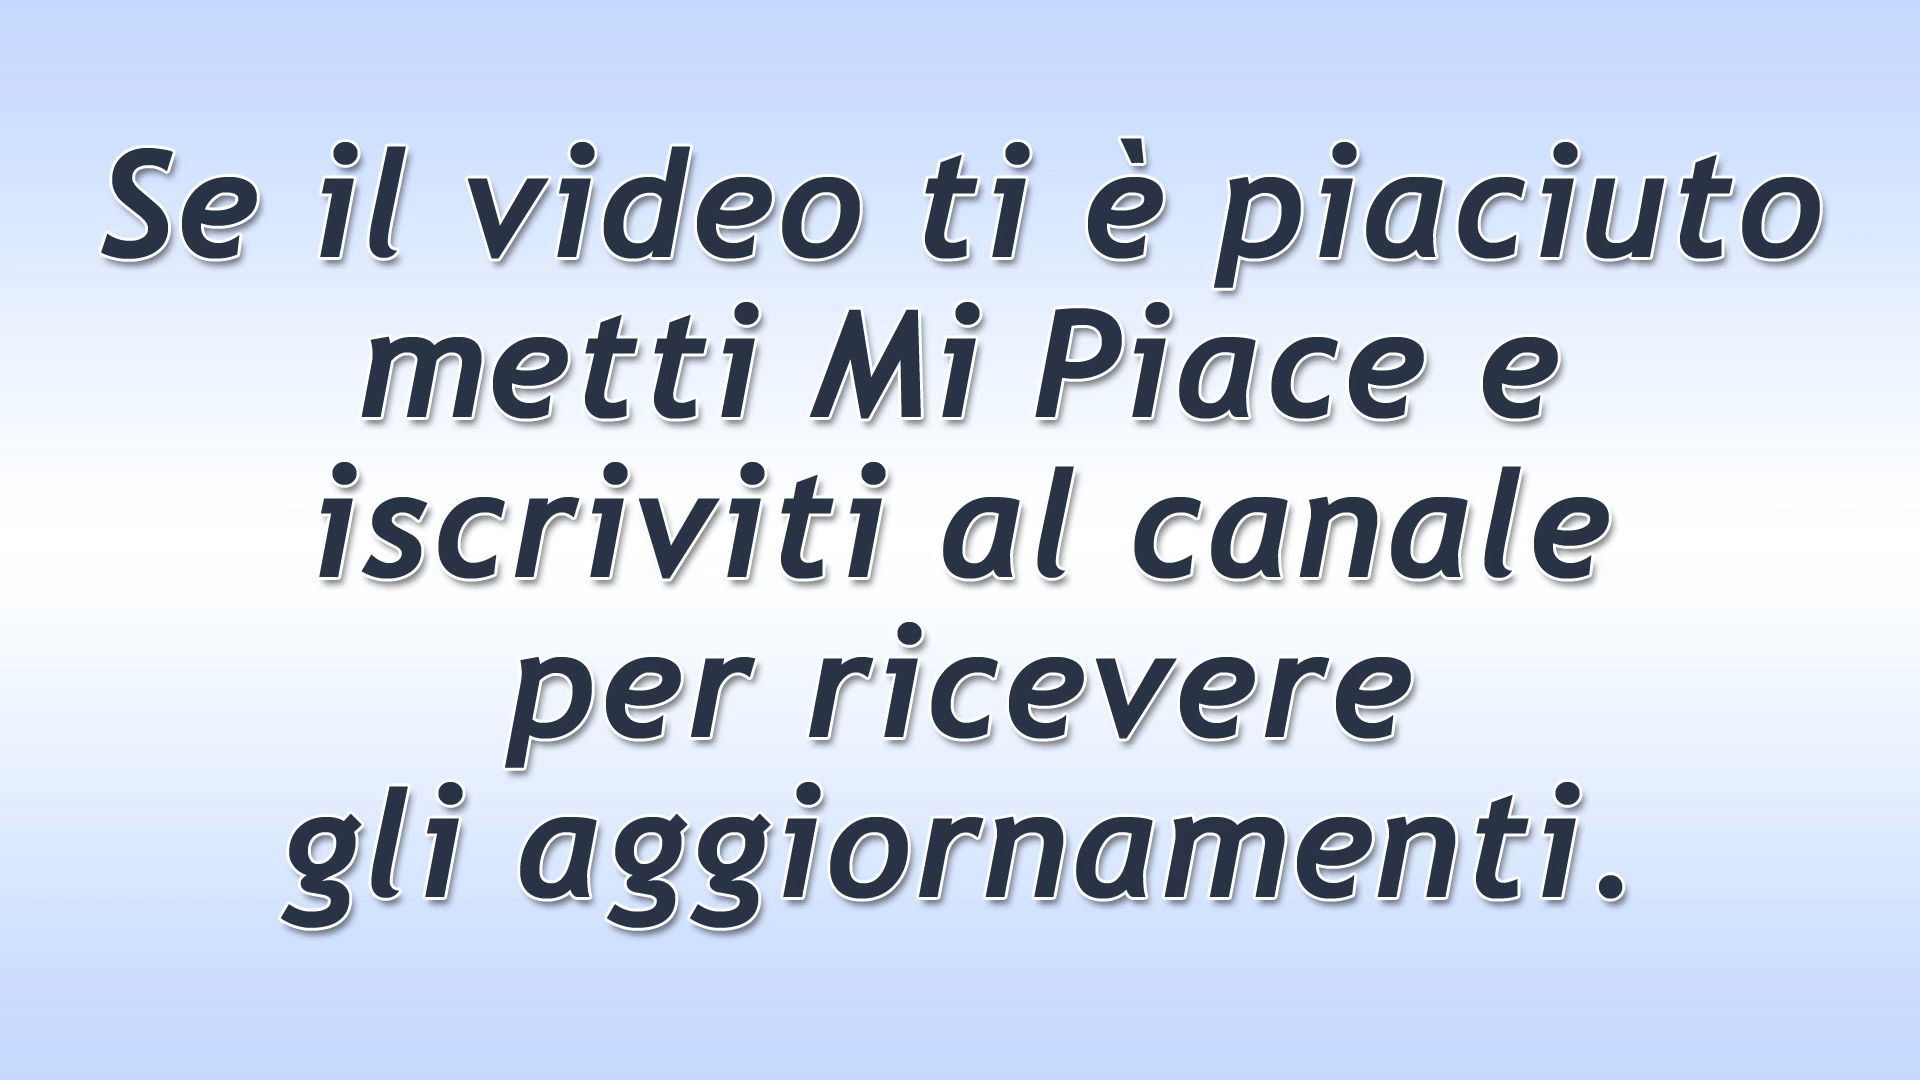 Se il video ti è piaciuto
metti Mi Piace e
iscriviti al canale
per ricevere
gli aggiornamenti.